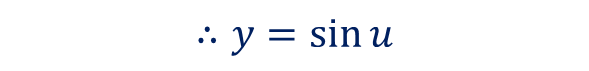 ∴ y = sin u